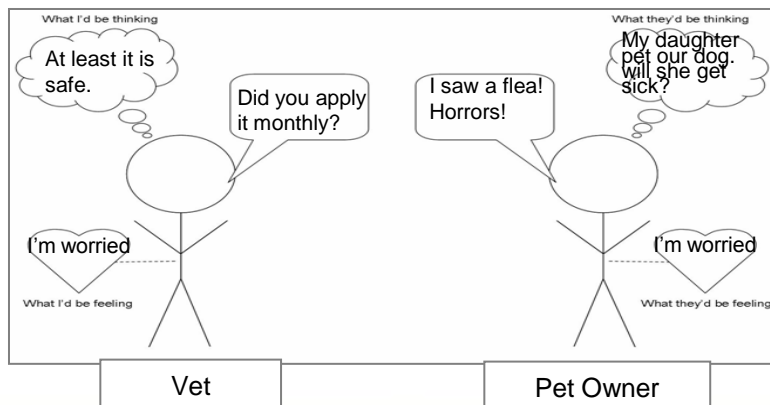 What I'd be thinking
At least it is
safe.
Did you apply
it monthly?
I'm worried
What I'd be feeling
Vet
What they'd be thinking
My daughter
pet our dog.
will she get
sick?
I saw a flea!
Horrors!
I'm worried
What they'd be feeling
Pet Owner